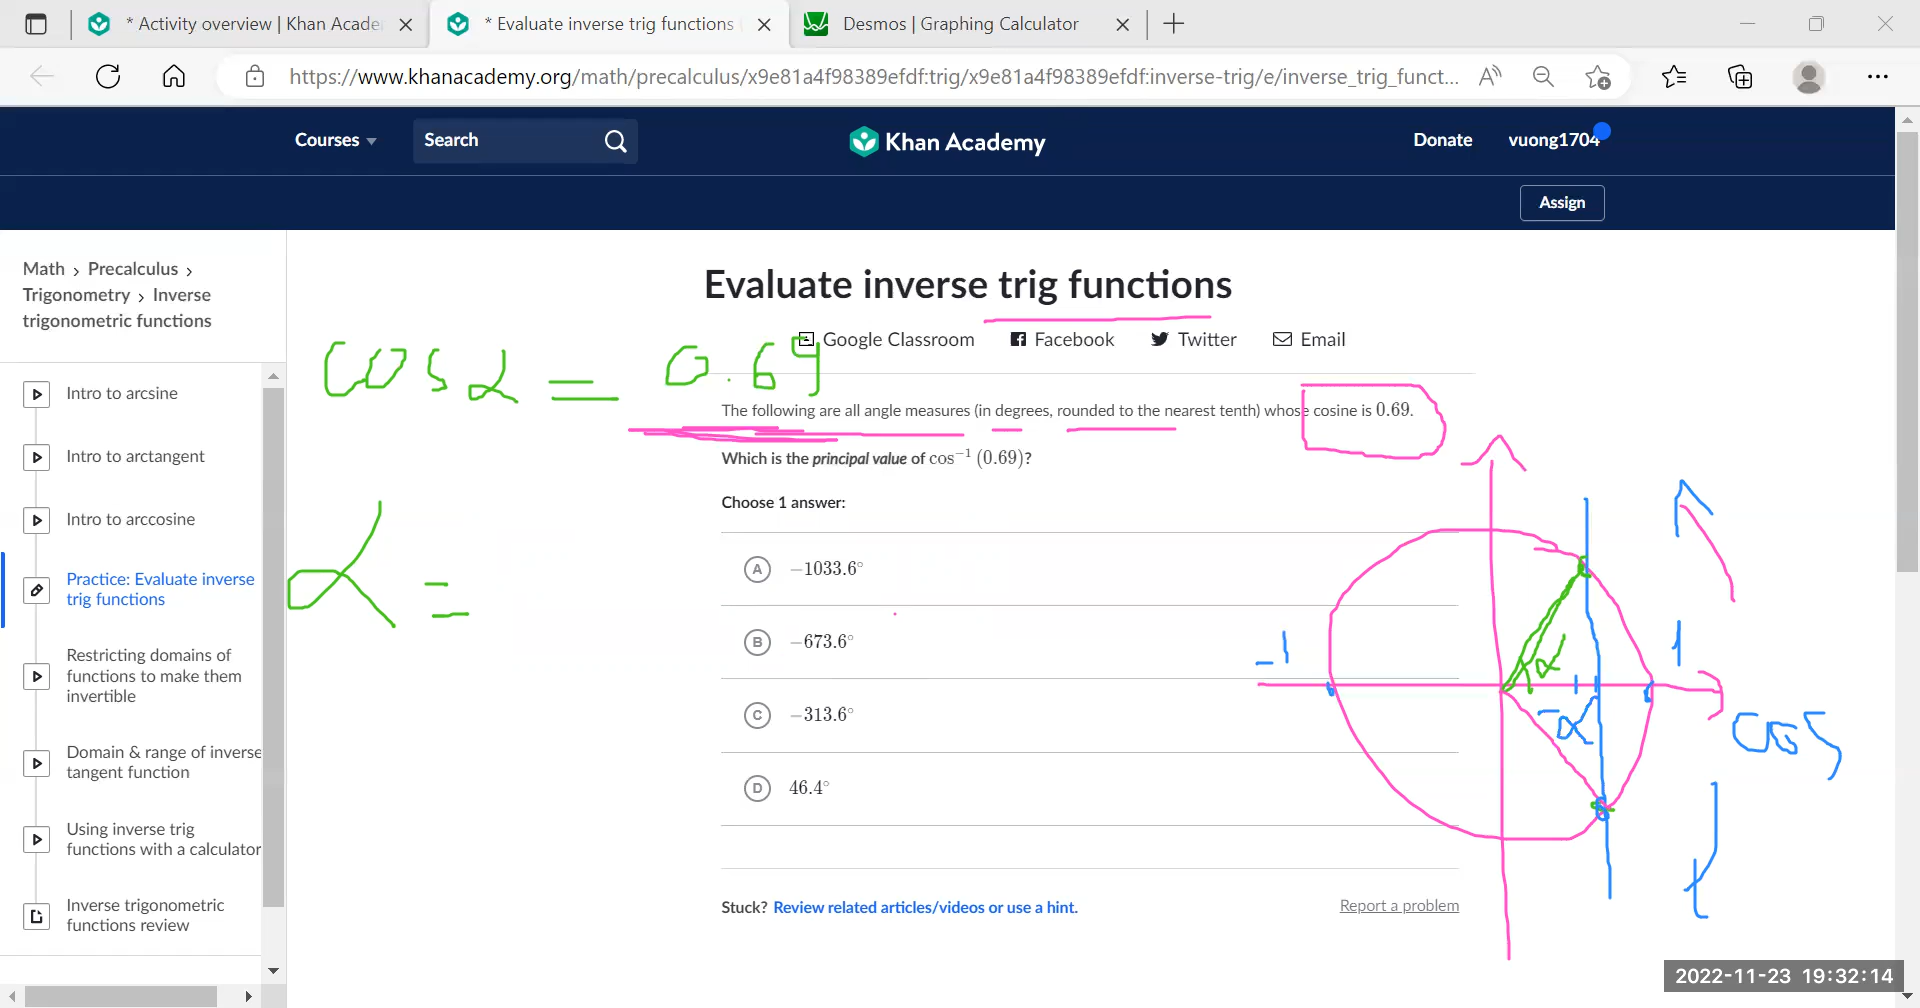 * Activity overview | Khan Acade
* Evaluate inverse trig functions
Desmos | Graphing Calculator
https://www.khanacademy.org/math/precalculus/x9e81a4f98389efdf:trig/x9e81a4f98389efdf:inverse-trig/e/inverse_trig_funct...
Courses
Search
Khan Academy
Donate
vuong1704
Assign
Math › Precalculus ›
Trigonometry › Inverse
trigonometric functions
Intro to arcsine
Intro to arctangent
Intro to arccosine
Practice: Evaluate inverse
trig functions
Restricting domains of
functions to make them
invertible
Domain & range of inverse
tangent function
Using inverse trig
functions with a calculator
Inverse trigonometric
functions review
Evaluate inverse trig functions
Google Classroom Facebook Twitter Email
cos α = 0.69
The following are all angle measures (in degrees, rounded to the nearest tenth) whose cosine is 0.69.
Which is the principal value of cos⁻¹ (0.69)?
Choose 1 answer:
α =
A −1033.6°
B −673.6°
C −313.6°
D 46.4°
-1
1
α
-α
cos
Stuck? Review related articles/videos or use a hint.
Report a problem
2022-11-23 19:32:14